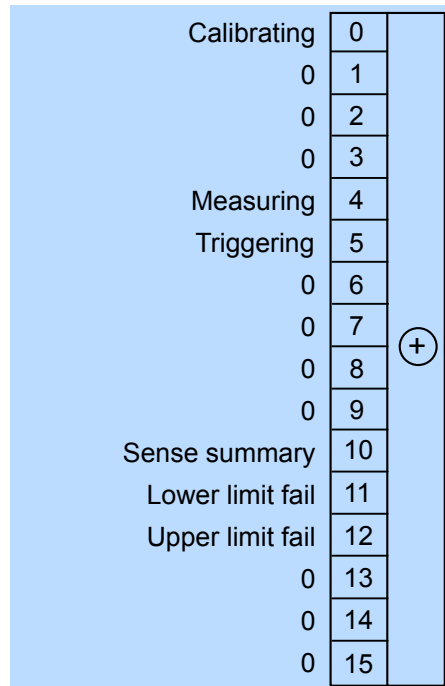 Calibrating 0
0 1
0 2
0 3
Measuring 4
Triggering 5
0 6
0 7
+
0 8
0 9
Sense summary 10
Lower limit fail 11
Upper limit fail 12
0 13
0 14
0 15